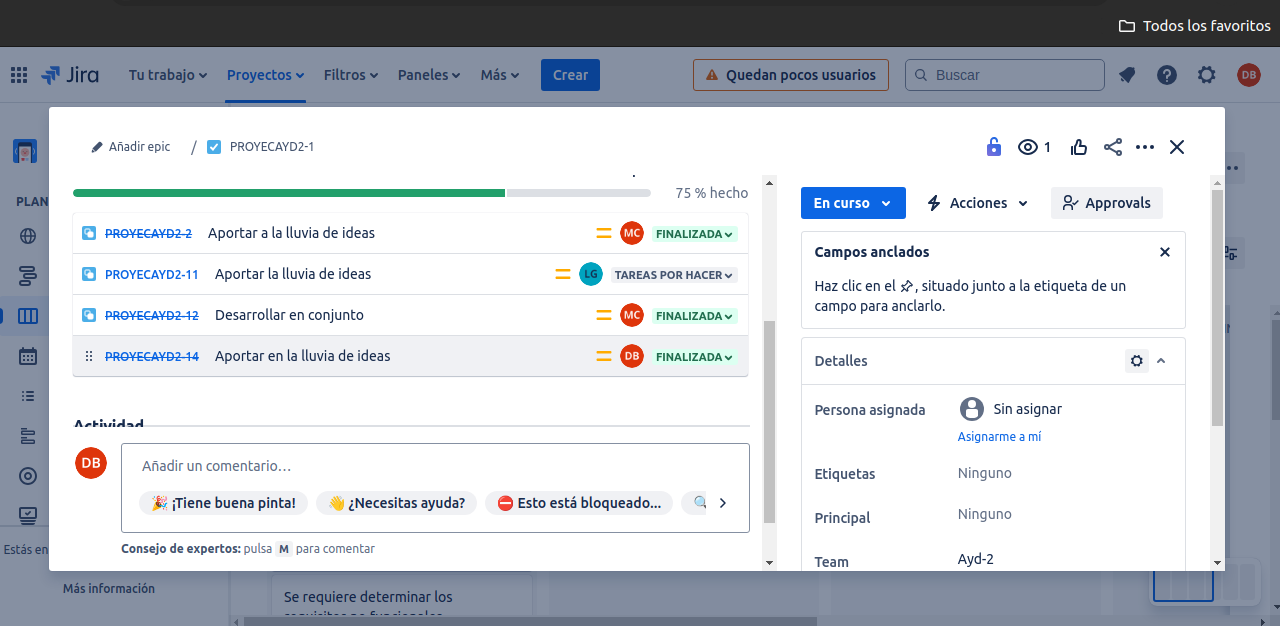 Todos los favoritos
Jira
Tu trabajo
Proyectos
Filtros
Paneles
Más
Crear
Quedan pocos usuarios
Buscar
DB
Añadir epic
/
PROYECAYD2-1
1
PLAN
75 % hecho
PROYECAYD2-2 Aportar a la lluvia de ideas MC FINALIZADA
PROYECAYD2-11 Aportar la lluvia de ideas LG TAREAS POR HACER
PROYECAYD2-12 Desarrollar en conjunto MC FINALIZADA
PROYECAYD2-14 Aportar en la lluvia de ideas DB FINALIZADA
Actividad
DB
Añadir un comentario…
🎉 ¡Tiene buena pinta!
👋 ¿Necesitas ayuda?
⛔ Esto está bloqueado...
Consejo de expertos: pulsa M para comentar
En curso
Acciones
Approvals
Campos anclados
Haz clic en el , situado junto a la etiqueta de un
campo para anclarlo.
Detalles
Persona asignada
Sin asignar
Asignarme a mí
Etiquetas
Ninguno
Principal
Ninguno
Team
Ayd-2
Estás en
Más información
Se requiere determinar los
requisitos no funcionales